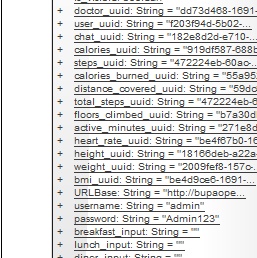 + doctor_uuid: String = "dd73d468-1691-
+ user_uuid: String = "f203f94d-5b02-...
+ chat_uuid: String = "182e8d2d-e710-...
+ calories_uuid: String = "919df587-688b
+ steps_uuid: String = "472224eb-60ac-...
+ calories_burned_uuid: String = "55a95
+ distance_covered_uuid: String = "59dc
+ total_steps_uuid: String = "472224eb-6
+ floors_climbed_uuid: String = "b7a30d
+ active_minutes_uuid: String = "271e8d
+ heart_rate_uuid: String = "be4f67b0-16
+ height_uuid: String = "18166deb-a22a
+ weight_uuid: String = "2009fef8-157c-
+ bmi_uuid: String = "be4d9ce6-1691-...
+ URLBase: String = "http://bupaope...
+ username: String = "admin"
+ password: String = "Admin123"
+ breakfast_input: String = ""
+ lunch_input: String = ""